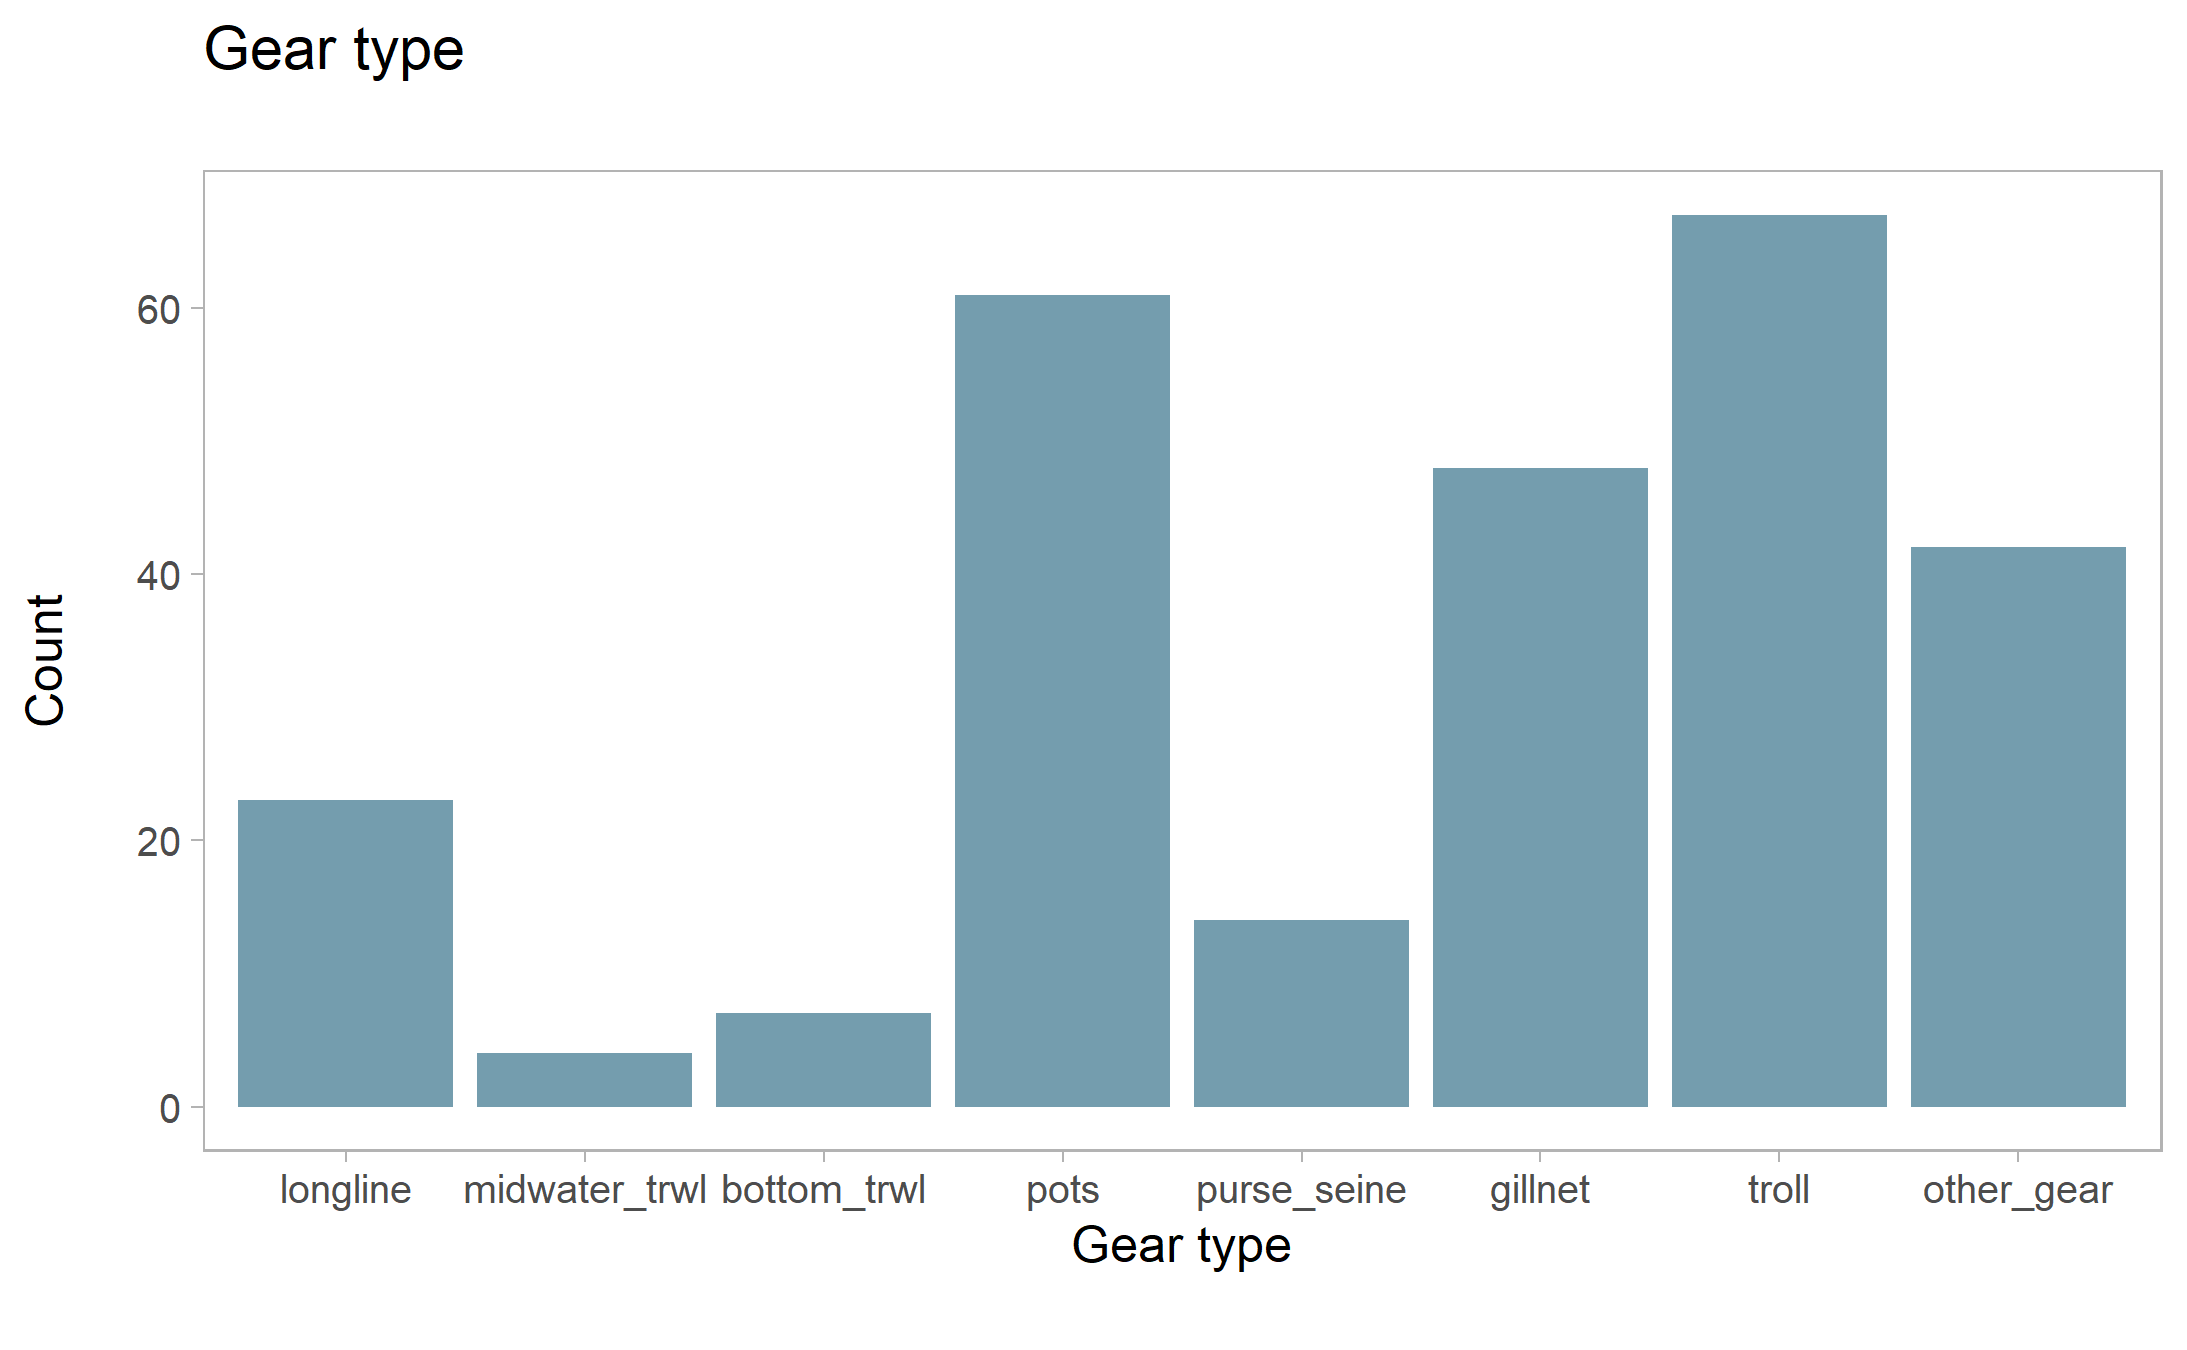 Gear type
Count
60
40
20
0
longline midwater_trwl bottom_trwl pots purse_seine gillnet troll other_gear
Gear type